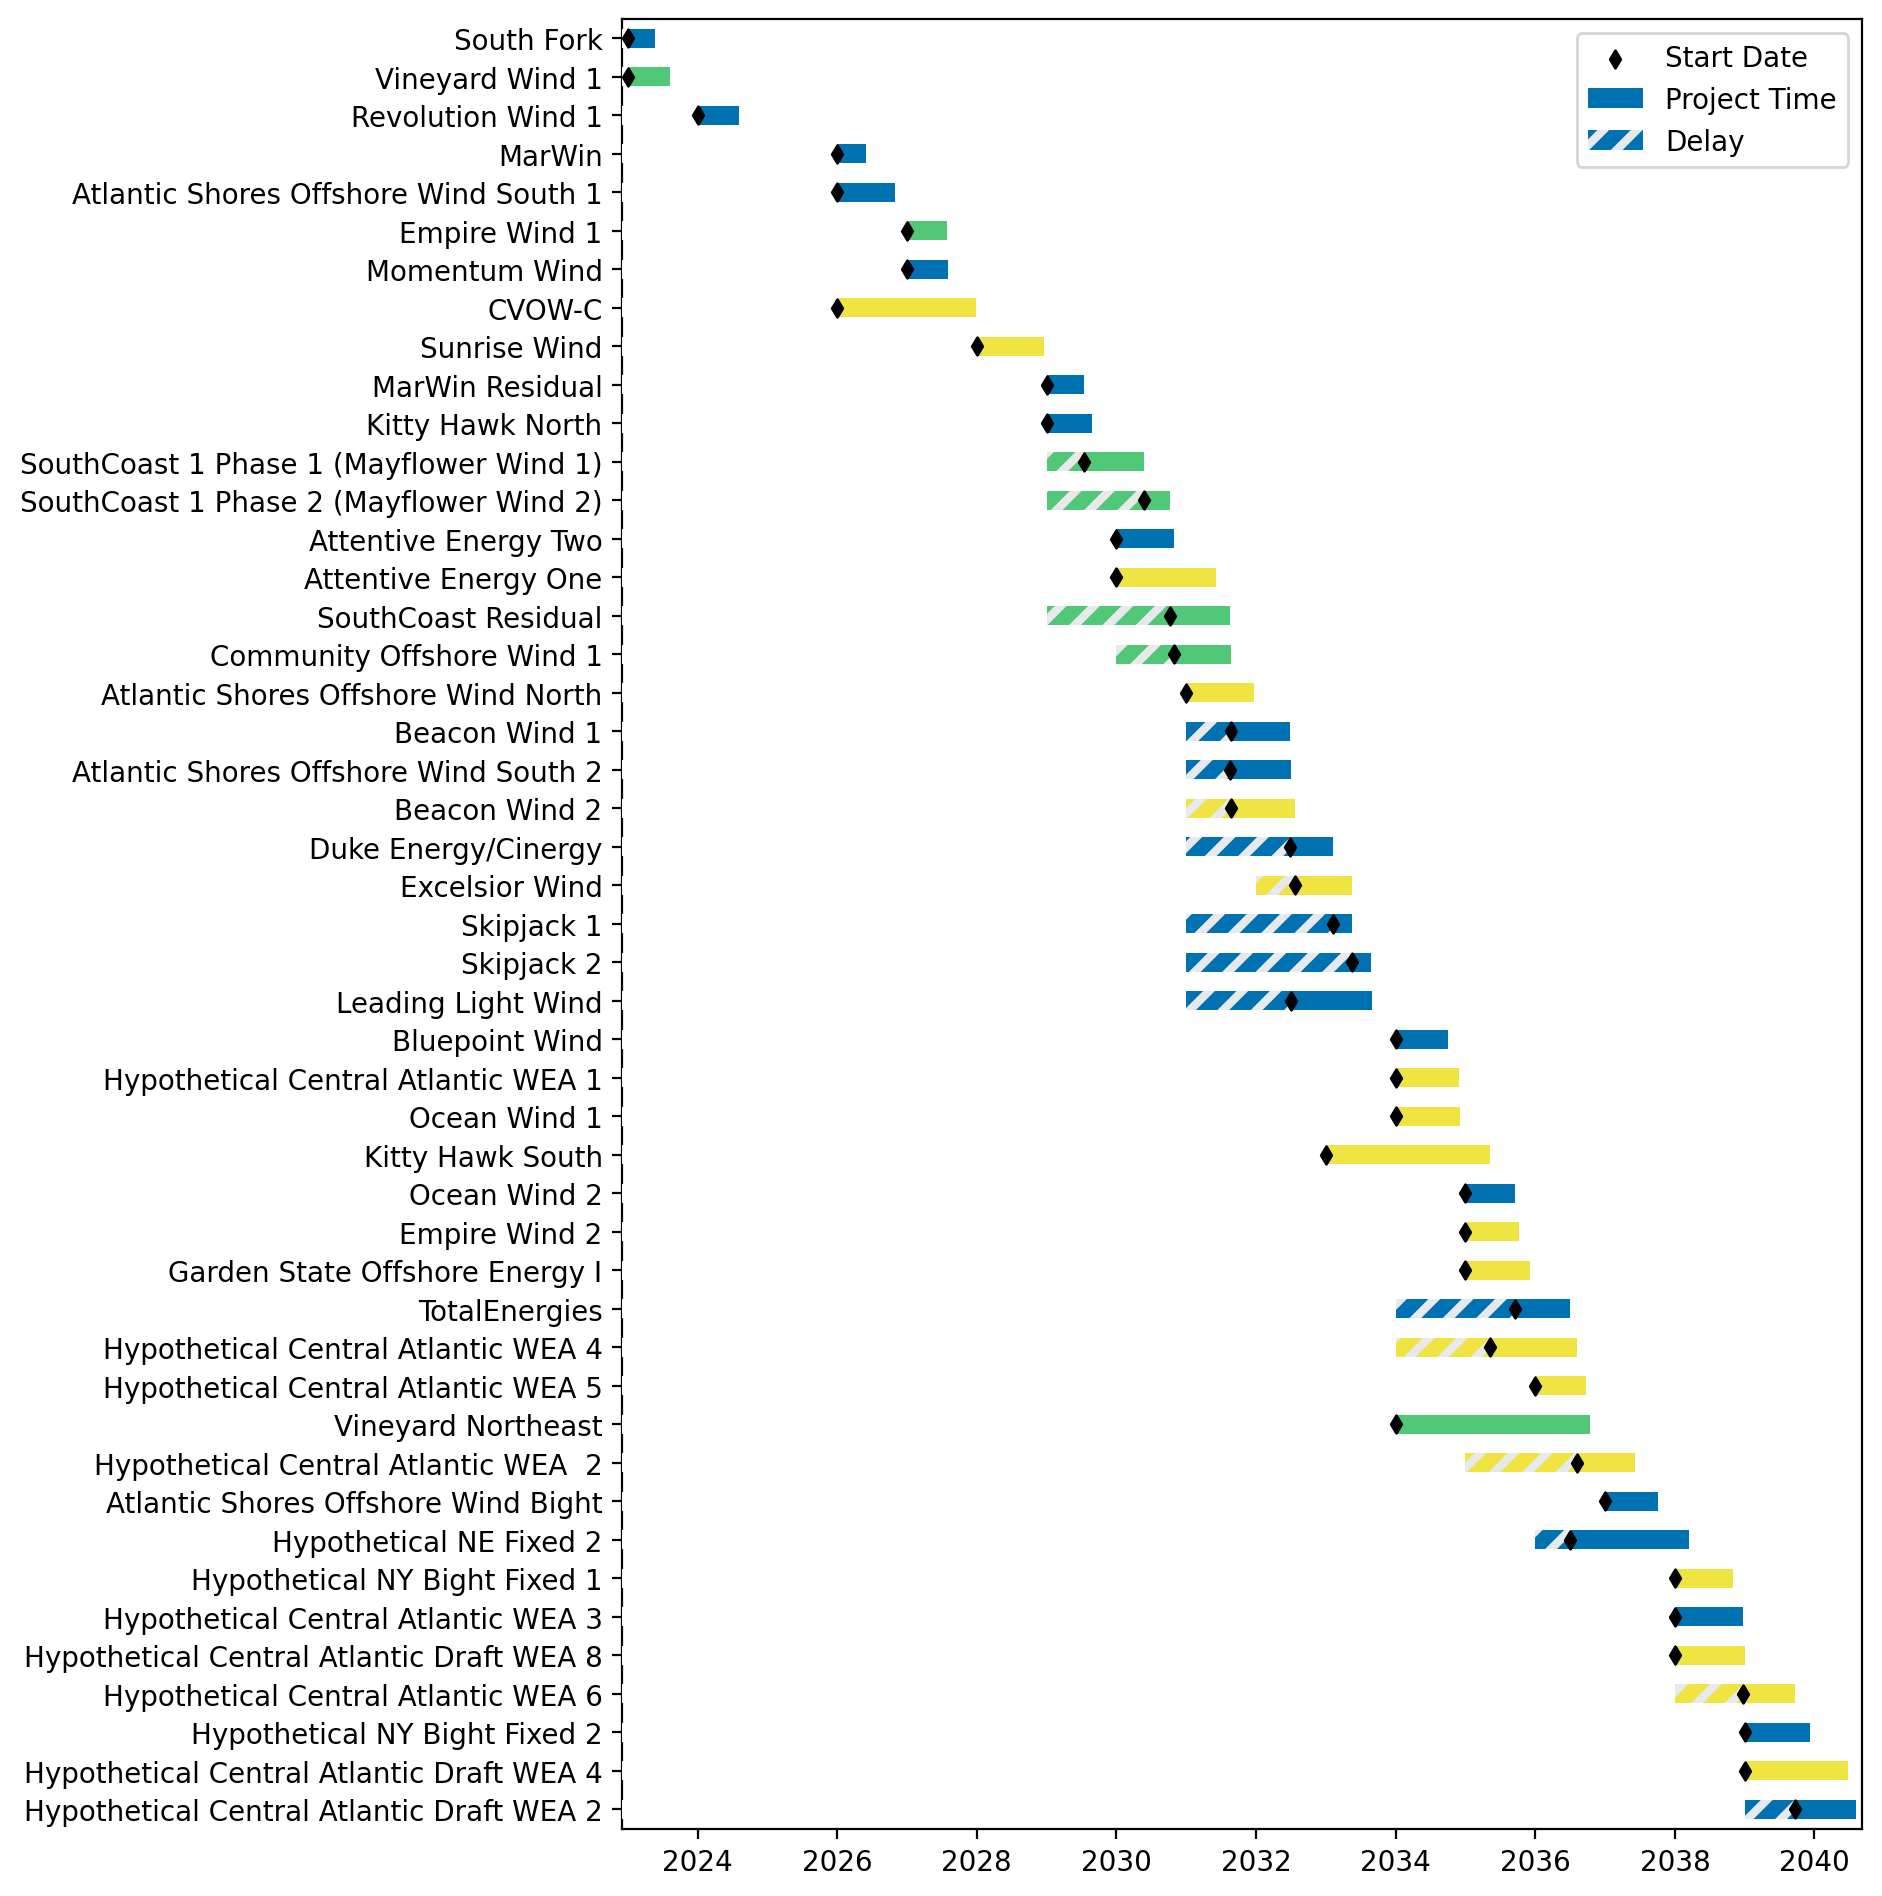 South Fork
Vineyard Wind 1
Revolution Wind 1
MarWin
Atlantic Shores Offshore Wind South 1
Empire Wind 1
Momentum Wind
CVOW-C
Sunrise Wind
MarWin Residual
Kitty Hawk North
SouthCoast 1 Phase 1 (Mayflower Wind 1)
SouthCoast 1 Phase 2 (Mayflower Wind 2)
Attentive Energy Two
Attentive Energy One
SouthCoast Residual
Community Offshore Wind 1
Atlantic Shores Offshore Wind North
Beacon Wind 1
Atlantic Shores Offshore Wind South 2
Beacon Wind 2
Duke Energy/Cinergy
Excelsior Wind
Skipjack 1
Skipjack 2
Leading Light Wind
Bluepoint Wind
Hypothetical Central Atlantic WEA 1
Ocean Wind 1
Kitty Hawk South
Ocean Wind 2
Empire Wind 2
Garden State Offshore Energy I
TotalEnergies
Hypothetical Central Atlantic WEA 4
Hypothetical Central Atlantic WEA 5
Vineyard Northeast
Hypothetical Central Atlantic WEA  2
Atlantic Shores Offshore Wind Bight
Hypothetical NE Fixed 2
Hypothetical NY Bight Fixed 1
Hypothetical Central Atlantic WEA 3
Hypothetical Central Atlantic Draft WEA 8
Hypothetical Central Atlantic WEA 6
Hypothetical NY Bight Fixed 2
Hypothetical Central Atlantic Draft WEA 4
Hypothetical Central Atlantic Draft WEA 2
Start Date
Project Time
Delay
2024 2026 2028 2030 2032 2034 2036 2038 2040